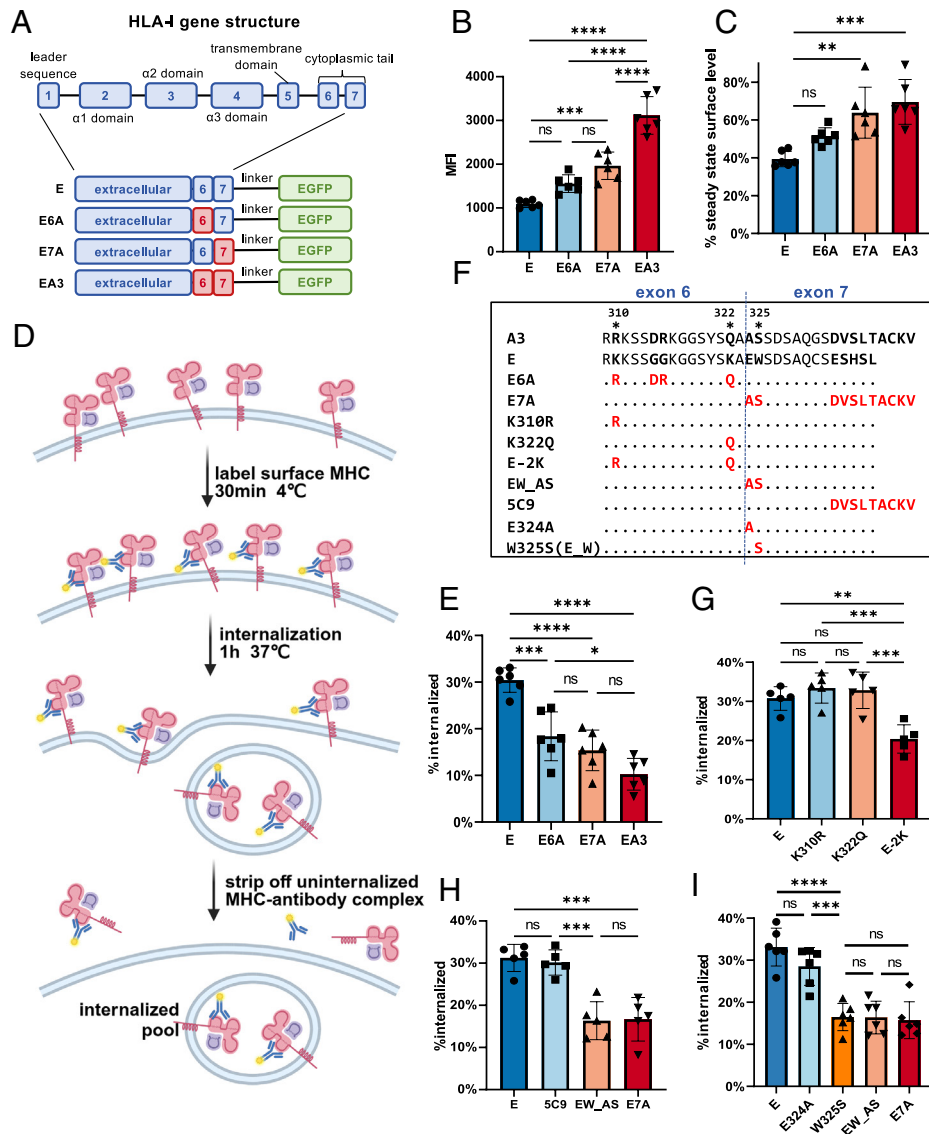 A
HLA-I gene structure
leader
sequence
α2 domain
transmembrane
domain
cytoplasmic tail
1 2 3 4 5 6 7
α1 domain
α3 domain
E extracellular 6 7 linker EGFP
E6A extracellular 6 7 linker EGFP
E7A extracellular 6 7 linker EGFP
EA3 extracellular 6 7 linker EGFP
B
****
**** ****
****
***
ns ns
MFI
4000
3000
2000
1000
0
E E6A E7A EA3
C
***
**
ns
% steady state surface level
80%
60%
40%
20%
0%
E E6A E7A EA3
D
label surface MHC
30min 4℃
internalization
1h 37℃
strip off uninternalized
MHC-antibody complex
internalized
pool
F
exon 6 exon 7
310 322 325
* * *
A3 RRKSSDRKGGSYSQAASSDSAQGSDVSLTACKV
E RKKSSGGKGGSYSKAEWSDSAQGSESHSL
E6A .R...DR.......Q..............
E7A ...............AS.......DVSLTACKV
K310R .R...........................
K322Q .............Q...............
E-2K .R...........Q...............
EW_AS ...............AS............
5C9 ........................DVSLTACKV
E324A ...............A.............
W325S(E_W) ................S............
E
****
****
*** *
ns ns
%internalized
40%
30%
20%
10%
0%
E E6A E7A EA3
G
**
***
ns
ns ns ***
%internalized
40%
30%
20%
10%
0%
E K310R K322Q E-2K
H
***
ns *** ns
%internalized
40%
30%
20%
10%
0%
E 5C9 EW_AS E7A
I
****
ns *** ns
ns ns
%internalized
40%
30%
20%
10%
0%
E E324A W325S EW_AS E7A